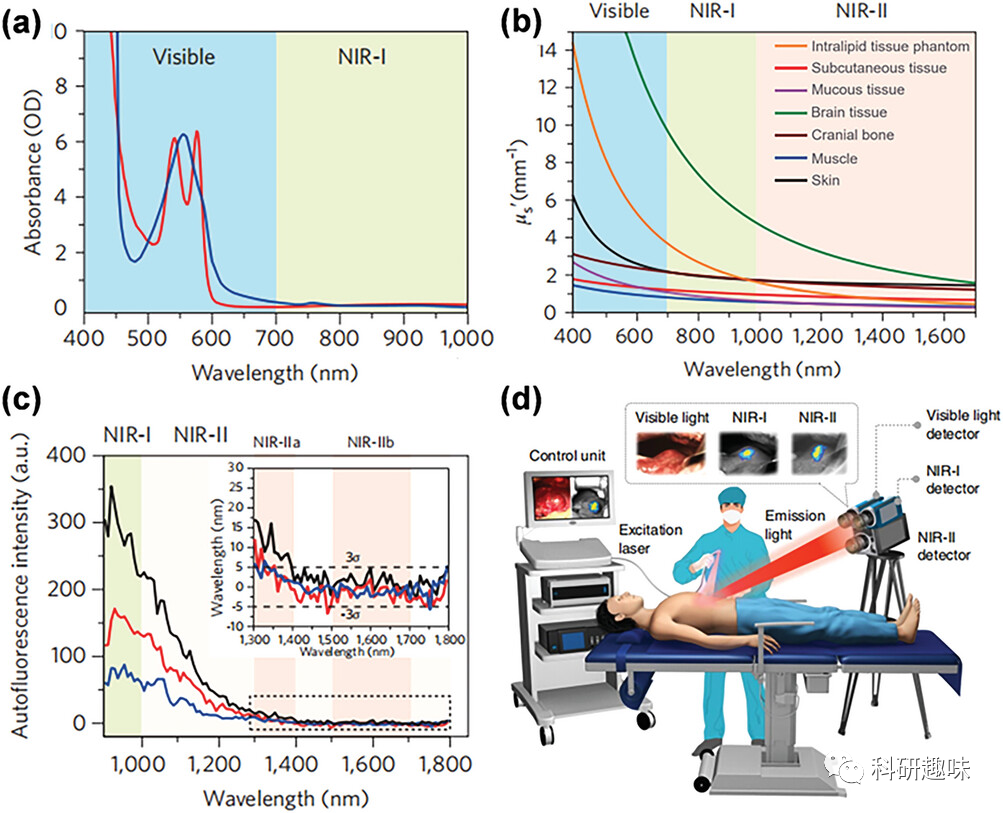 (a)
Visible
NIR-I
Absorbance (OD)
0
8
6
4
2
0
400 500 600 700 800 900 1,000
Wavelength (nm)
(b)
Visible NIR-I NIR-II
μs′ (mm⁻¹)
14
12
10
8
6
4
2
0
Intralipid tissue phantom
Subcutaneous tissue
Mucous tissue
Brain tissue
Cranial bone
Muscle
Skin
400 600 800 1,000 1,200 1,400 1,600
Wavelength (nm)
(c)
NIR-I NIR-II
NIR-IIa NIR-IIb
Autofluorescence intensity (a.u.)
400
300
200
100
0
Wavelength (nm)
30
25
20
15
10
5
0
-5
-10
3σ
-3σ
1,300 1,400 1,500 1,600 1,700 1,800
Wavelength (nm)
1,000 1,200 1,400 1,600 1,800
Wavelength (nm)
(d)
Visible light NIR-I NIR-II
Visible light
detector
NIR-I
detector
NIR-II
detector
Control unit
Excitation
laser
Emission
light
科研趣味